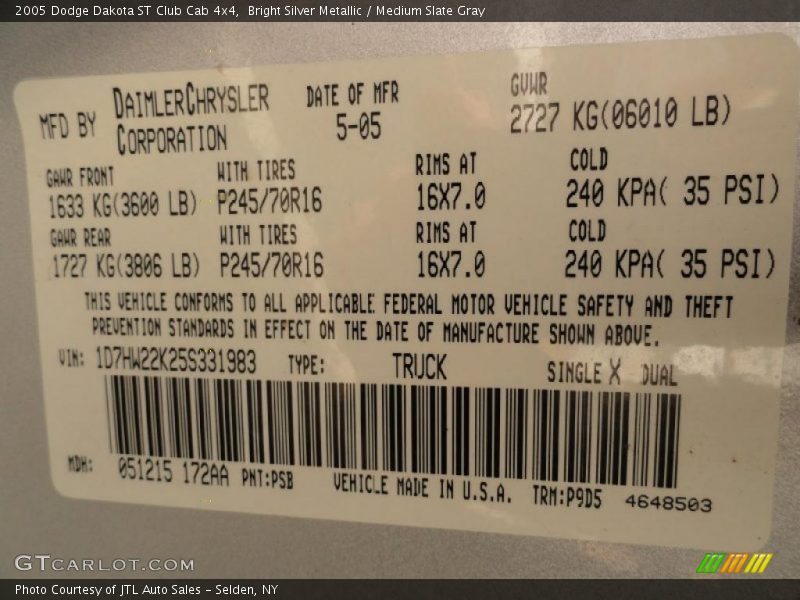 2005 Dodge Dakota ST Club Cab 4x4,  Bright Silver Metallic / Medium Slate Gray
MFD BY DAIMLERCHRYSLER CORPORATION
DATE OF MFR
5-05
GVWR
2727 KG(06010 LB)
GAWR FRONT WITH TIRES RIMS AT COLD
1633 KG(3600 LB) P245/70R16 16X7.0 240 KPA( 35 PSI)
GAWR REAR WITH TIRES RIMS AT COLD
1727 KG(3806 LB) P245/70R16 16X7.0 240 KPA( 35 PSI)
THIS VEHICLE CONFORMS TO ALL APPLICABLE FEDERAL MOTOR VEHICLE SAFETY AND THEFT
PREVENTION STANDARDS IN EFFECT ON THE DATE OF MANUFACTURE SHOWN ABOVE.
VIN: 1D7HW22K25S331983 TYPE: TRUCK SINGLE X DUAL
MDH: 051215 172AA PNT:PSB VEHICLE MADE IN U.S.A. TRM:P9D5 4648503
GTCARLOT.COM
Photo Courtesy of JTL Auto Sales - Selden, NY